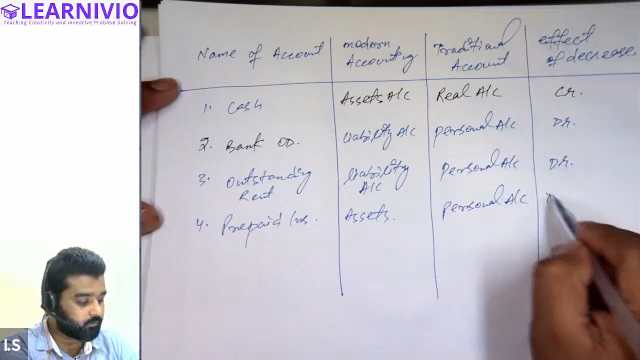 LEARNIVIO
Teaching Creativity and Inventive Problem Solving
Name of Account
modern Accounting
Traditional Account
effect of decrease
1. Cash
Assets A/c
Real A/c
Cr.
2. Bank OD.
liability A/c
personal A/c
Dr.
3. Outstanding Rent
liability A/c
Personal A/c
Dr.
4. Prepaid Ins.
Assets.
personal A/c
I.S